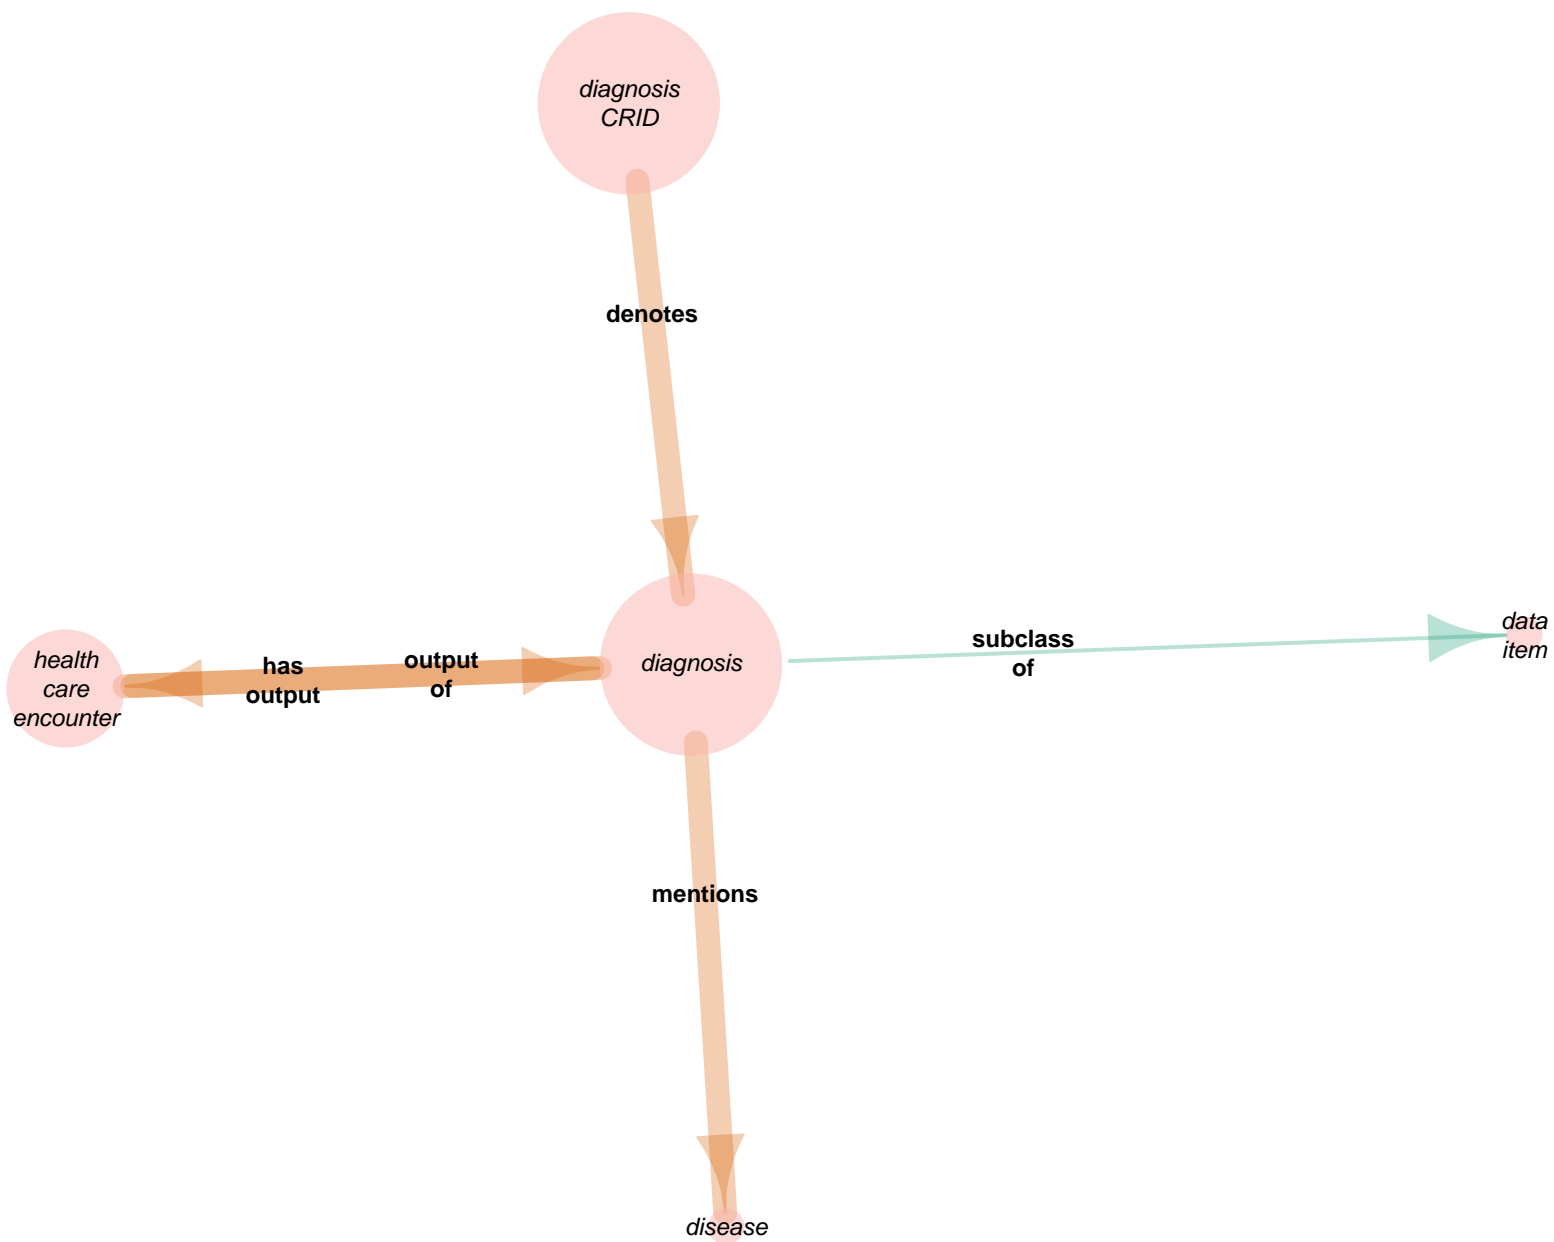 diagnosis
CRID
denotes
data
item
subclass
of
health
care
encounter
has
output
output
of
diagnosis
mentions
disease